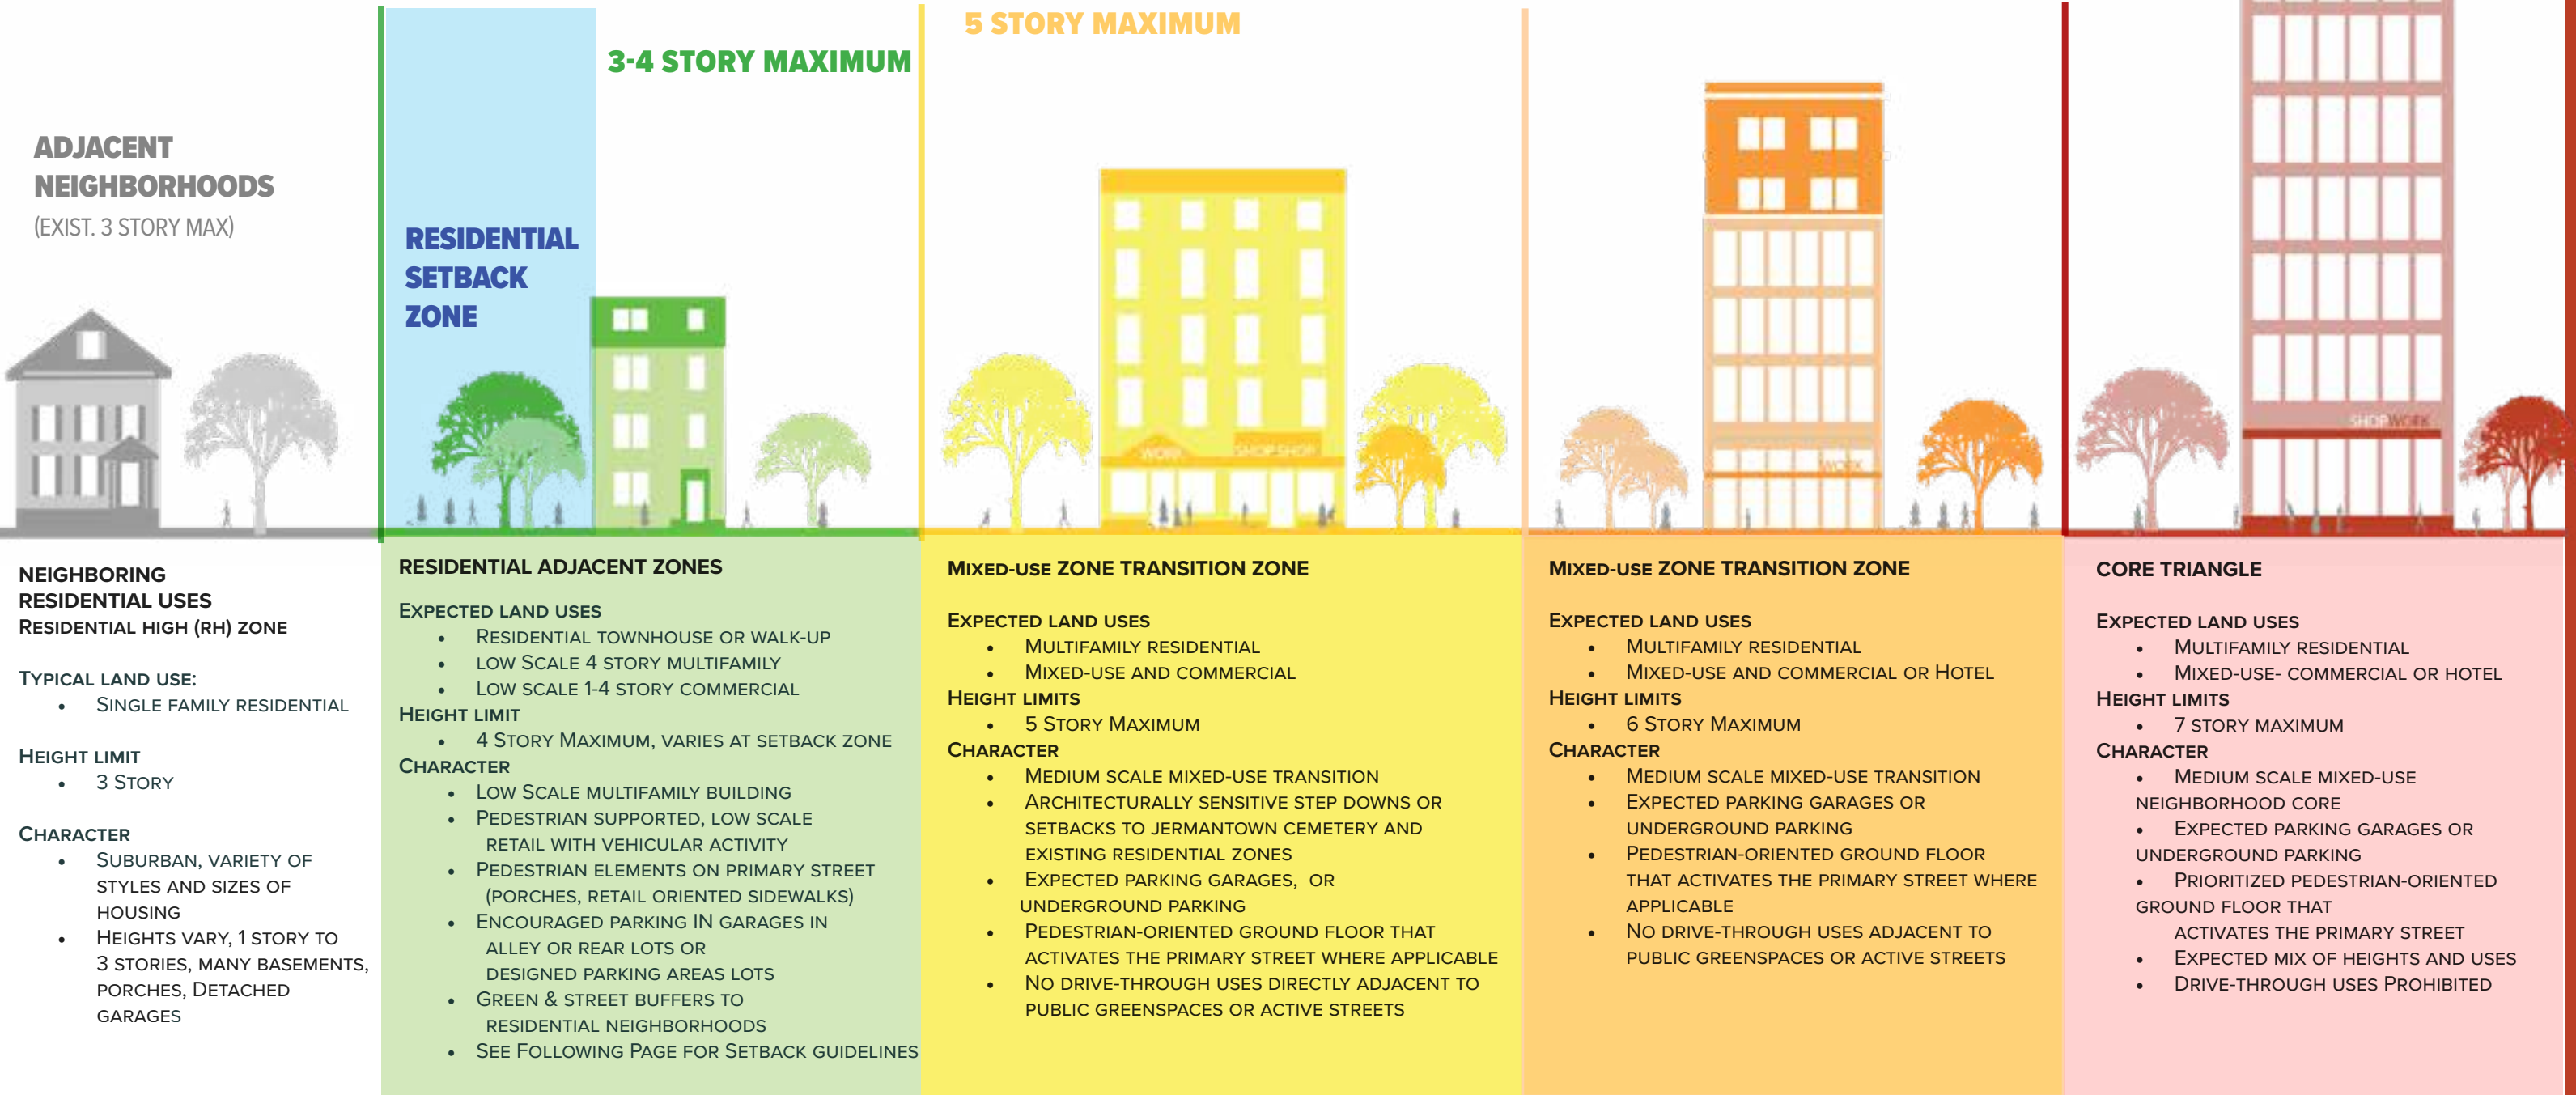 ADJACENT
NEIGHBORHOODS
(EXIST. 3 STORY MAX)
RESIDENTIAL
SETBACK
ZONE
3-4 STORY MAXIMUM
5 STORY MAXIMUM
WORK
SHOP SHOP
WORK
SHOP WORK
NEIGHBORING
RESIDENTIAL USES
RESIDENTIAL HIGH (RH) ZONE
TYPICAL LAND USE:
• SINGLE FAMILY RESIDENTIAL
HEIGHT LIMIT
• 3 STORY
CHARACTER
• SUBURBAN, VARIETY OF
STYLES AND SIZES OF
HOUSING
• HEIGHTS VARY, 1 STORY TO
3 STORIES, MANY BASEMENTS,
PORCHES, DETACHED
GARAGES
RESIDENTIAL ADJACENT ZONES
EXPECTED LAND USES
• RESIDENTIAL TOWNHOUSE OR WALK-UP
• LOW SCALE 4 STORY MULTIFAMILY
• LOW SCALE 1-4 STORY COMMERCIAL
HEIGHT LIMIT
• 4 STORY MAXIMUM, VARIES AT SETBACK ZONE
CHARACTER
• LOW SCALE MULTIFAMILY BUILDING
• PEDESTRIAN SUPPORTED, LOW SCALE
RETAIL WITH VEHICULAR ACTIVITY
• PEDESTRIAN ELEMENTS ON PRIMARY STREET
(PORCHES, RETAIL ORIENTED SIDEWALKS)
• ENCOURAGED PARKING IN GARAGES IN
ALLEY OR REAR LOTS OR
DESIGNED PARKING AREAS LOTS
• GREEN & STREET BUFFERS TO
RESIDENTIAL NEIGHBORHOODS
• SEE FOLLOWING PAGE FOR SETBACK GUIDELINES
MIXED-USE ZONE TRANSITION ZONE
EXPECTED LAND USES
• MULTIFAMILY RESIDENTIAL
• MIXED-USE AND COMMERCIAL
HEIGHT LIMITS
• 5 STORY MAXIMUM
CHARACTER
• MEDIUM SCALE MIXED-USE TRANSITION
• ARCHITECTURALLY SENSITIVE STEP DOWNS OR
SETBACKS TO JERMANTOWN CEMETERY AND
EXISTING RESIDENTIAL ZONES
• EXPECTED PARKING GARAGES, OR
UNDERGROUND PARKING
• PEDESTRIAN-ORIENTED GROUND FLOOR THAT
ACTIVATES THE PRIMARY STREET WHERE APPLICABLE
• NO DRIVE-THROUGH USES DIRECTLY ADJACENT TO
PUBLIC GREENSPACES OR ACTIVE STREETS
MIXED-USE ZONE TRANSITION ZONE
EXPECTED LAND USES
• MULTIFAMILY RESIDENTIAL
• MIXED-USE AND COMMERCIAL OR HOTEL
HEIGHT LIMITS
• 6 STORY MAXIMUM
CHARACTER
• MEDIUM SCALE MIXED-USE TRANSITION
• EXPECTED PARKING GARAGES OR
UNDERGROUND PARKING
• PEDESTRIAN-ORIENTED GROUND FLOOR
THAT ACTIVATES THE PRIMARY STREET WHERE
APPLICABLE
• NO DRIVE-THROUGH USES ADJACENT TO
PUBLIC GREENSPACES OR ACTIVE STREETS
CORE TRIANGLE
EXPECTED LAND USES
• MULTIFAMILY RESIDENTIAL
• MIXED-USE- COMMERCIAL OR HOTEL
HEIGHT LIMITS
• 7 STORY MAXIMUM
CHARACTER
• MEDIUM SCALE MIXED-USE
NEIGHBORHOOD CORE
• EXPECTED PARKING GARAGES OR
UNDERGROUND PARKING
• PRIORITIZED PEDESTRIAN-ORIENTED
GROUND FLOOR THAT
ACTIVATES THE PRIMARY STREET
• EXPECTED MIX OF HEIGHTS AND USES
• DRIVE-THROUGH USES PROHIBITED